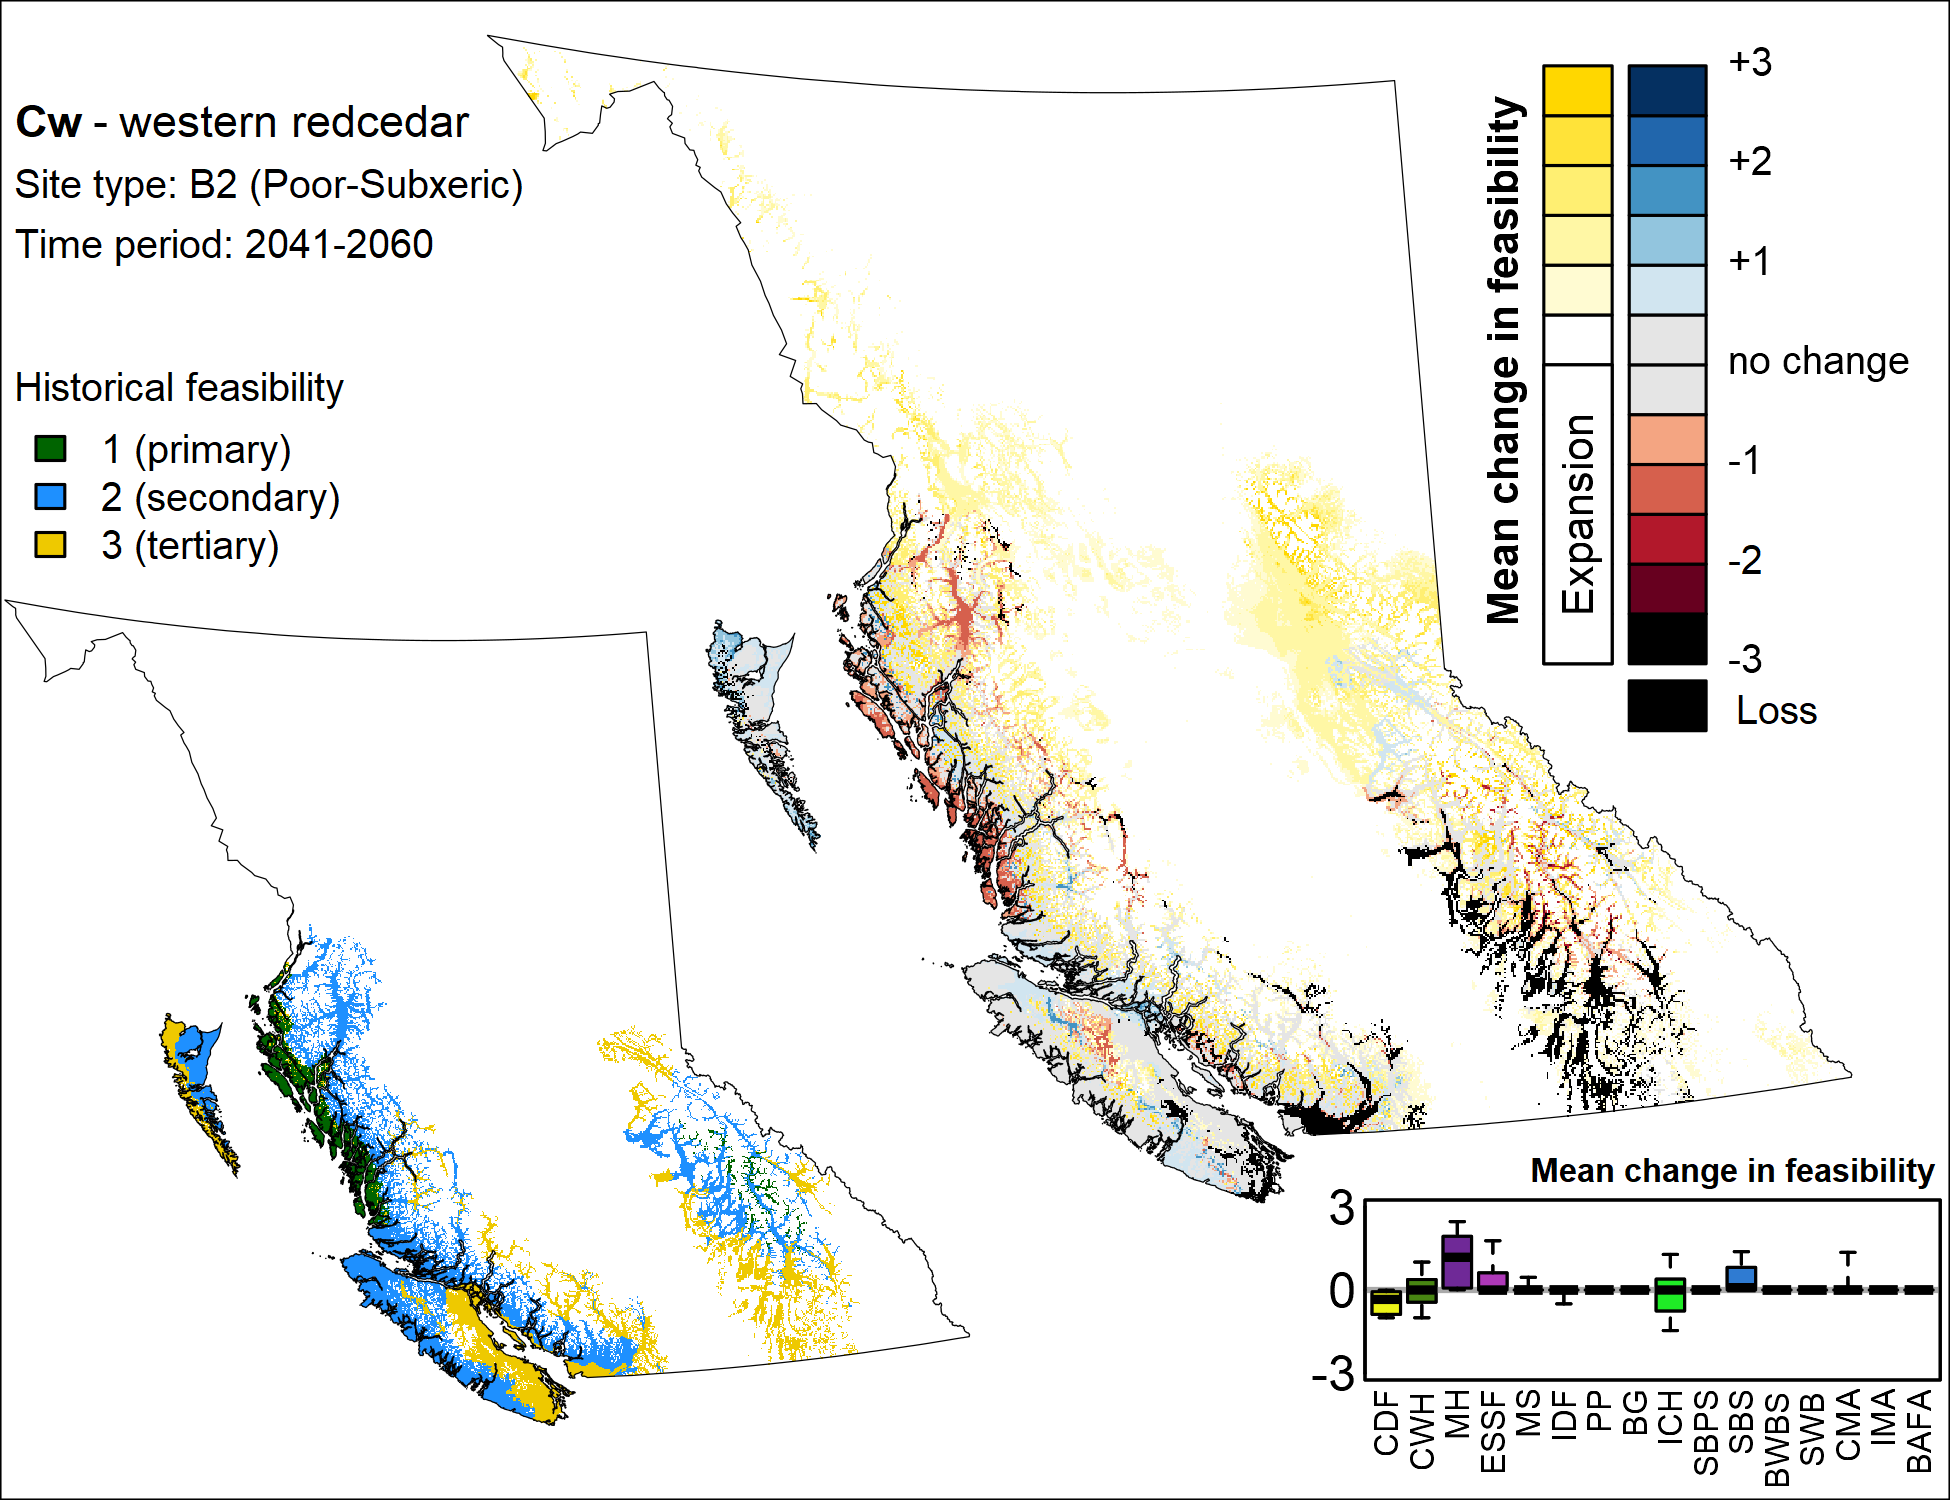 Cw - western redcedar
Site type: B2 (Poor-Subxeric)
Time period: 2041-2060
Historical feasibility
1 (primary)
2 (secondary)
3 (tertiary)
Mean change in feasibility
Expansion
+3
+2
+1
no change
-1
-2
-3
Loss
Mean change in feasibility
3
0
-3
CDF
CWH
MH
ESSF
MS
IDF
PP
BG
ICH
SBPS
SBS
BWBS
SWB
CMA
IMA
BAFA